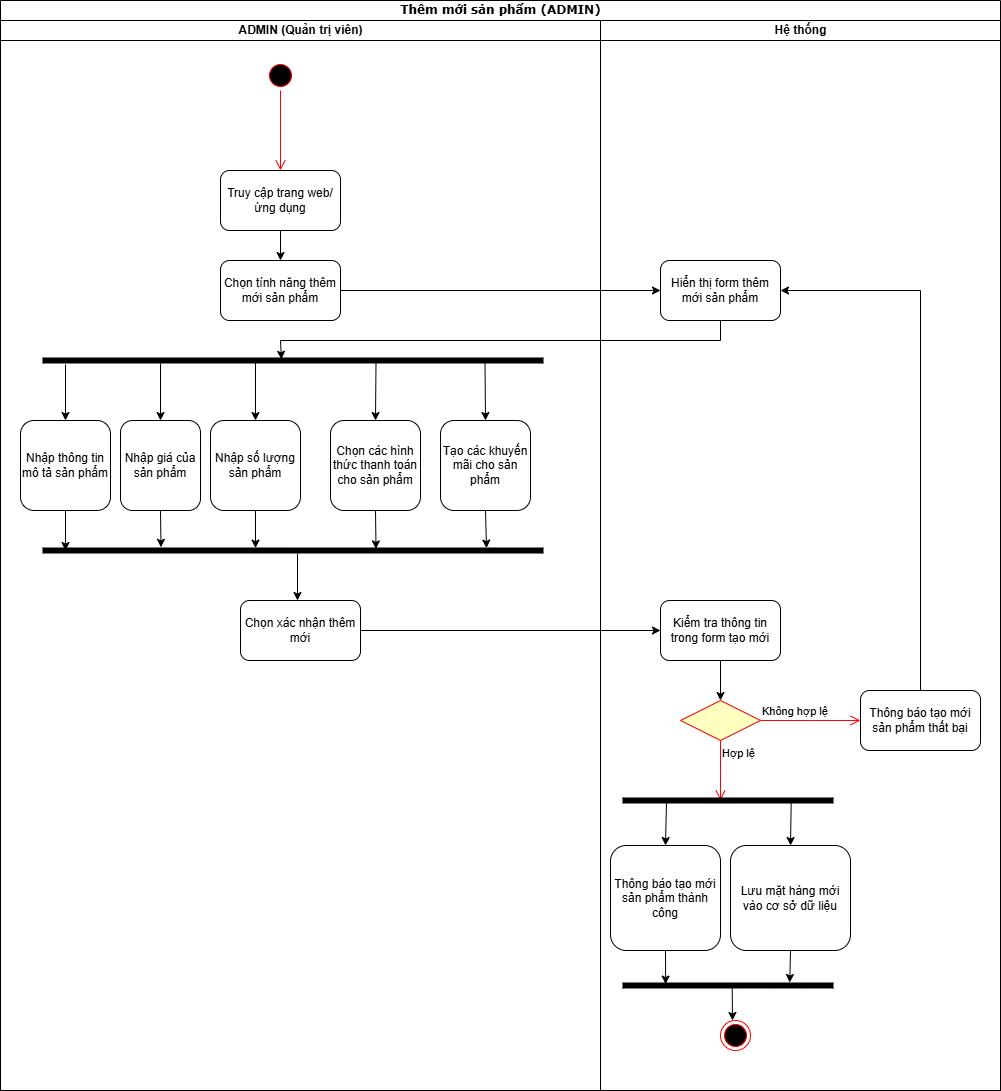 Thêm mới sản phẩm (ADMIN)
ADMIN (Quản trị viên)
Hệ thống
Truy cập trang web/
ứng dụng
Chọn tính năng thêm
mới sản phẩm
Hiển thị form thêm
mới sản phẩm
Nhập thông tin
mô tả sản phẩm
Nhập giá của
sản phẩm
Nhập số lượng
sản phẩm
Chọn các hình
thức thanh toán
cho sản phẩm
Tạo các khuyến
mãi cho sản
phẩm
Chọn xác nhận thêm
mới
Kiểm tra thông tin
trong form tạo mới
Không hợp lệ
Thông báo tạo mới
sản phẩm thất bại
Hợp lệ
Thông báo tạo mới
sản phẩm thành
công
Lưu mặt hàng mới
vào cơ sở dữ liệu